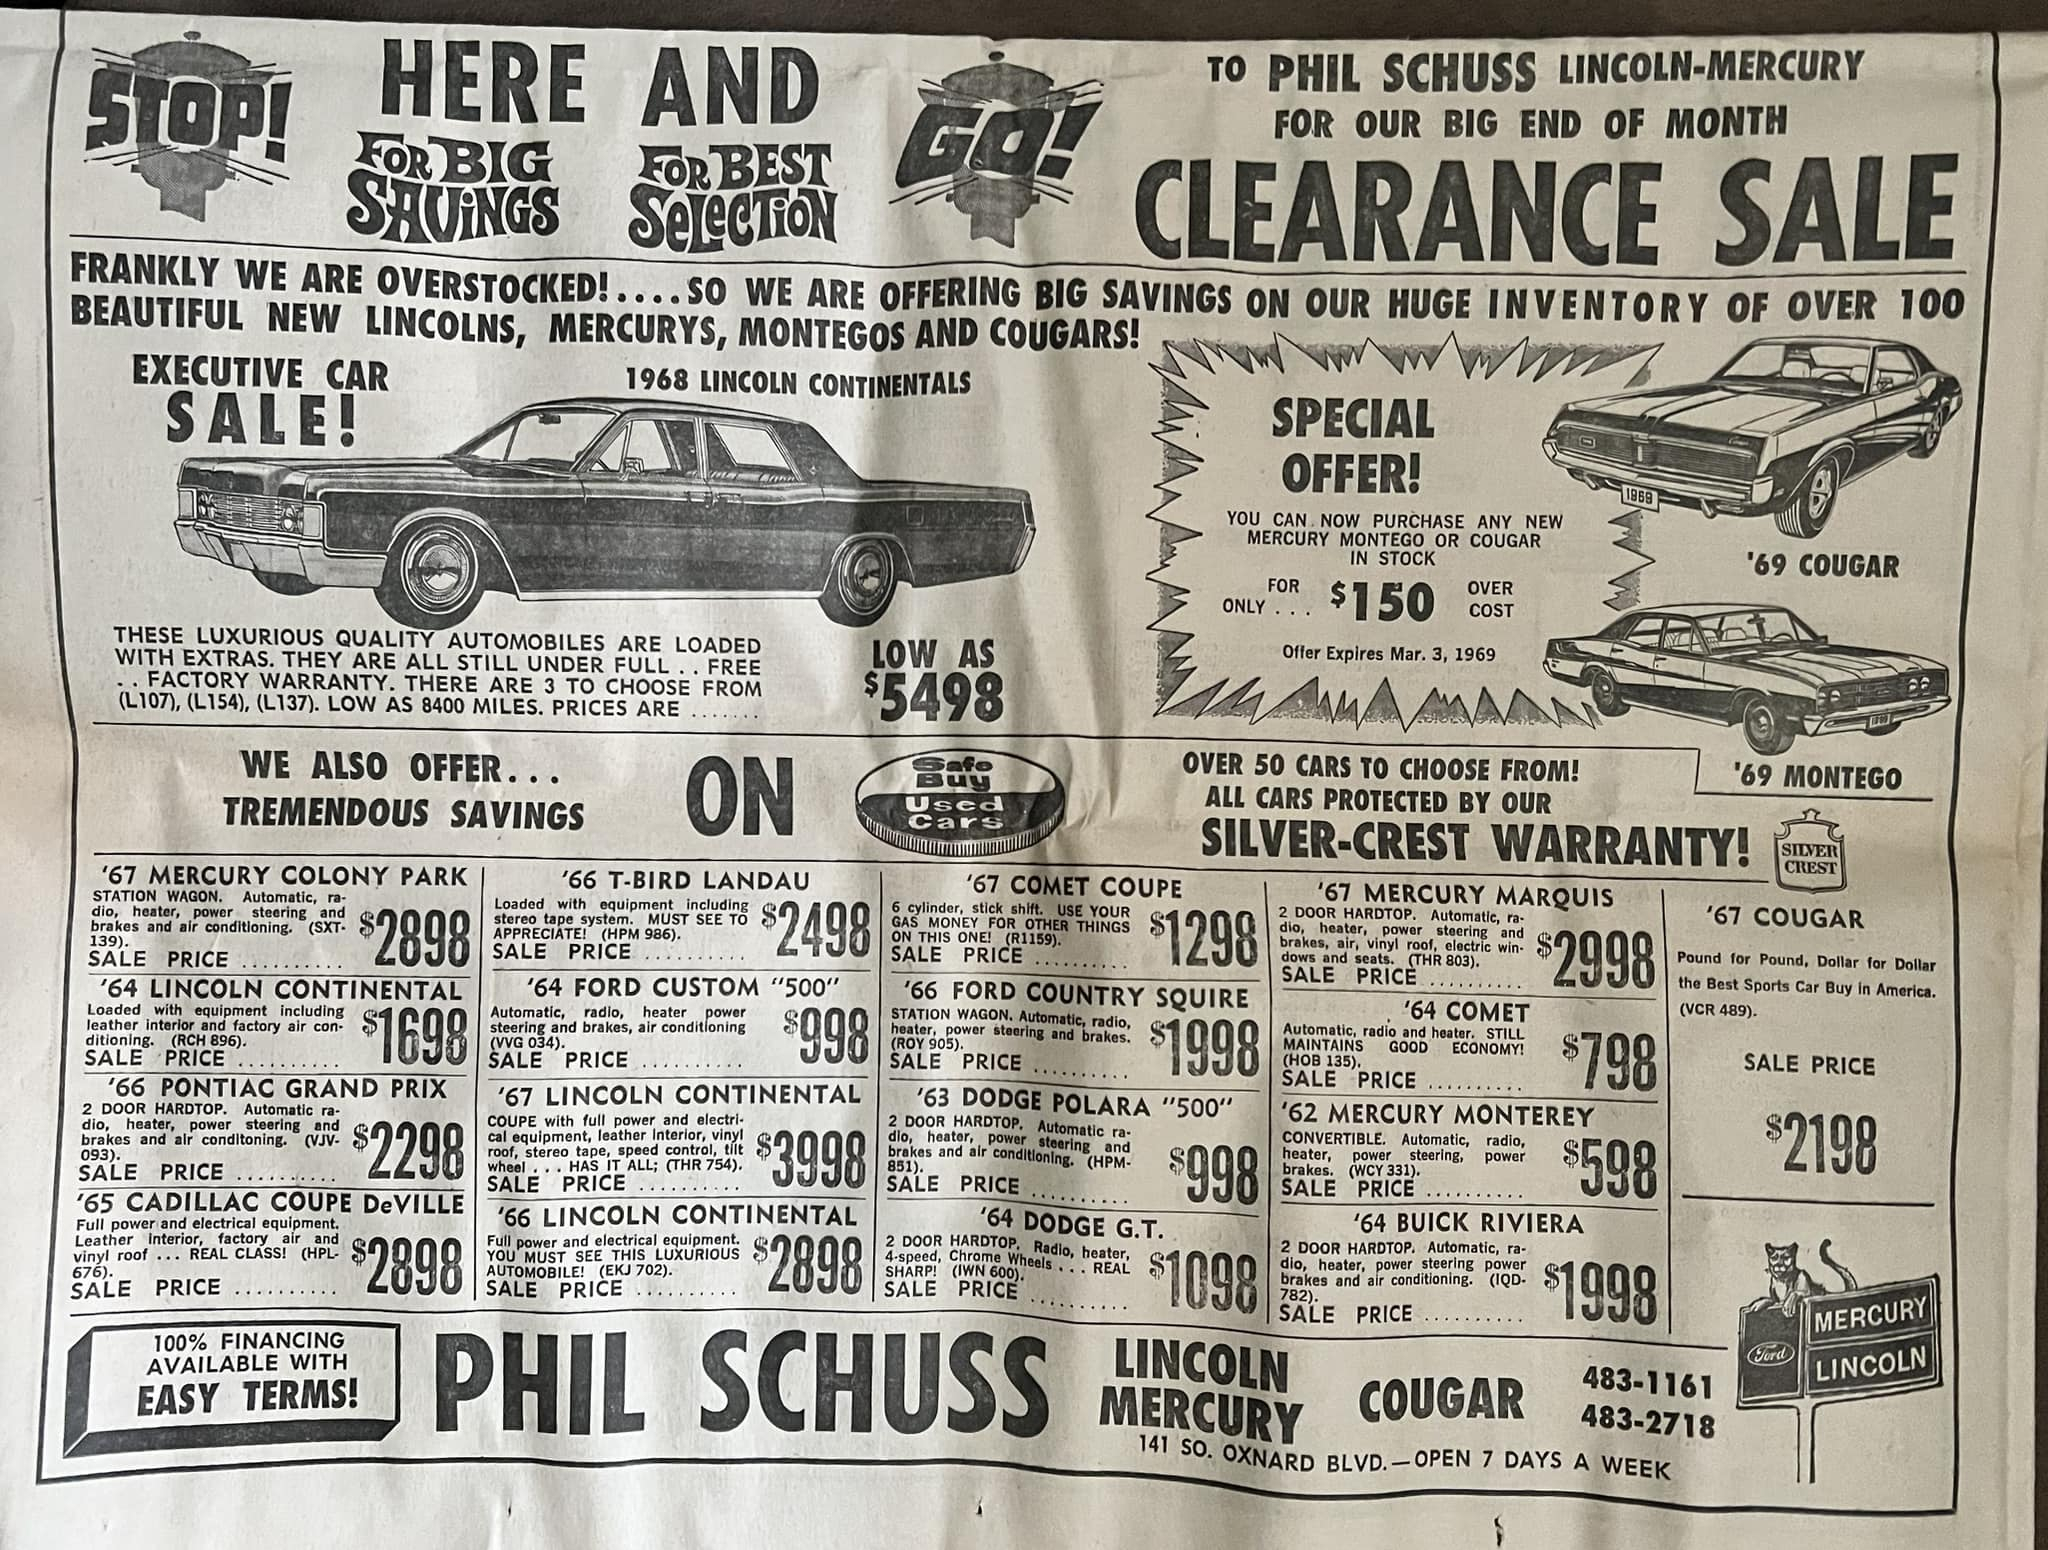 STOP!
HERE AND
FOR BIG
SAVINGS
FOR BEST
SELECTION
GO!
TO PHIL SCHUSS LINCOLN-MERCURY
FOR OUR BIG END OF MONTH
CLEARANCE SALE
FRANKLY WE ARE OVERSTOCKED!....SO WE ARE OFFERING BIG SAVINGS ON OUR HUGE INVENTORY OF OVER 100
BEAUTIFUL NEW LINCOLNS, MERCURYS, MONTEGOS AND COUGARS!
EXECUTIVE CAR
SALE!
1968 LINCOLN CONTINENTALS
THESE LUXURIOUS QUALITY AUTOMOBILES ARE LOADED
WITH EXTRAS. THEY ARE ALL STILL UNDER FULL . . FREE
. . FACTORY WARRANTY. THERE ARE 3 TO CHOOSE FROM
(L107), (L154), (L137). LOW AS 8400 MILES. PRICES ARE .......
LOW AS
$5498
SPECIAL
OFFER!
YOU CAN NOW PURCHASE ANY NEW
MERCURY MONTEGO OR COUGAR
IN STOCK
FOR
ONLY . . .
$150
OVER
COST
Offer Expires Mar. 3, 1969
1969
'69 COUGAR
1969
'69 MONTEGO
WE ALSO OFFER...
TREMENDOUS SAVINGS
ON
Safe
Buy
Used
Cars
OVER 50 CARS TO CHOOSE FROM!
ALL CARS PROTECTED BY OUR
SILVER-CREST WARRANTY!
SILVER
CREST
'67 MERCURY COLONY PARK
STATION WAGON. Automatic, ra-
dio, heater, power steering and
brakes and air conditioning. (SXT-
139).
SALE PRICE ..........
$2898
'64 LINCOLN CONTINENTAL
Loaded with equipment including
leather interior and factory air con-
ditioning. (RCH 896).
SALE PRICE ..........
$1698
'66 PONTIAC GRAND PRIX
2 DOOR HARDTOP. Automatic ra-
dio, heater, power steering and
brakes and air conditoning. (VJV-
093).
SALE PRICE ..........
$2298
'65 CADILLAC COUPE DeVILLE
Full power and electrical equipment.
Leather interior, factory air and
vinyl roof ... REAL CLASS! (HPL-
676).
SALE PRICE ..........
$2898
'66 T-BIRD LANDAU
Loaded with equipment including
stereo tape system. MUST SEE TO
APPRECIATE! (HPM 986).
SALE PRICE ..........
$2498
'64 FORD CUSTOM "500"
Automatic, radio, heater power
steering and brakes, air conditioning
(VVG 034).
SALE PRICE ..........
$998
'67 LINCOLN CONTINENTAL
COUPE with full power and electri-
cal equipment, leather interior, vinyl
roof, stereo tape, speed control, tilt
wheel . . . HAS IT ALL; (THR 754).
SALE PRICE ..........
$3998
'66 LINCOLN CONTINENTAL
Full power and electrical equipment.
YOU MUST SEE THIS LUXURIOUS
AUTOMOBILE! (EKJ 702).
SALE PRICE ..........
$2898
'67 COMET COUPE
6 cylinder, stick shift. USE YOUR
GAS MONEY FOR OTHER THINGS
ON THIS ONE! (R1159).
SALE PRICE ..........
$1298
'66 FORD COUNTRY SQUIRE
STATION WAGON. Automatic, radio,
heater, power steering and brakes.
(ROY 905).
SALE PRICE ..........
$1998
'63 DODGE POLARA "500"
2 DOOR HARDTOP. Automatic ra-
dio, heater, power steering and
brakes and air conditioning. (HPM-
851).
SALE PRICE ..........
$998
'64 DODGE G.T.
2 DOOR HARDTOP. Radio, heater,
4-speed, Chrome Wheels . . . REAL
SHARP! (IWN 600).
SALE PRICE ..........
$1098
'67 MERCURY MARQUIS
2 DOOR HARDTOP. Automatic, ra-
dio, heater, power steering and
brakes, air, vinyl roof, electric win-
dows and seats. (THR 803).
SALE PRICE ..........
$2998
'64 COMET
Automatic, radio and heater. STILL
MAINTAINS GOOD ECONOMY!
(HOB 135).
SALE PRICE ..........
$798
'62 MERCURY MONTEREY
CONVERTIBLE. Automatic, radio,
heater, power steering, power
brakes. (WCY 331).
SALE PRICE ..........
$598
'64 BUICK RIVIERA
2 DOOR HARDTOP. Automatic, ra-
dio, heater, power steering power
brakes and air conditioning. (IQD-
782).
SALE PRICE ..........
$1998
'67 COUGAR
Pound for Pound, Dollar for Dollar
the Best Sports Car Buy in America.
(VCR 489).
SALE PRICE
$2198
100% FINANCING
AVAILABLE WITH
EASY TERMS!
PHIL SCHUSS
LINCOLN
MERCURY
COUGAR
483-1161
483-2718
141 SO. OXNARD BLVD.—OPEN 7 DAYS A WEEK
Ford
MERCURY
LINCOLN